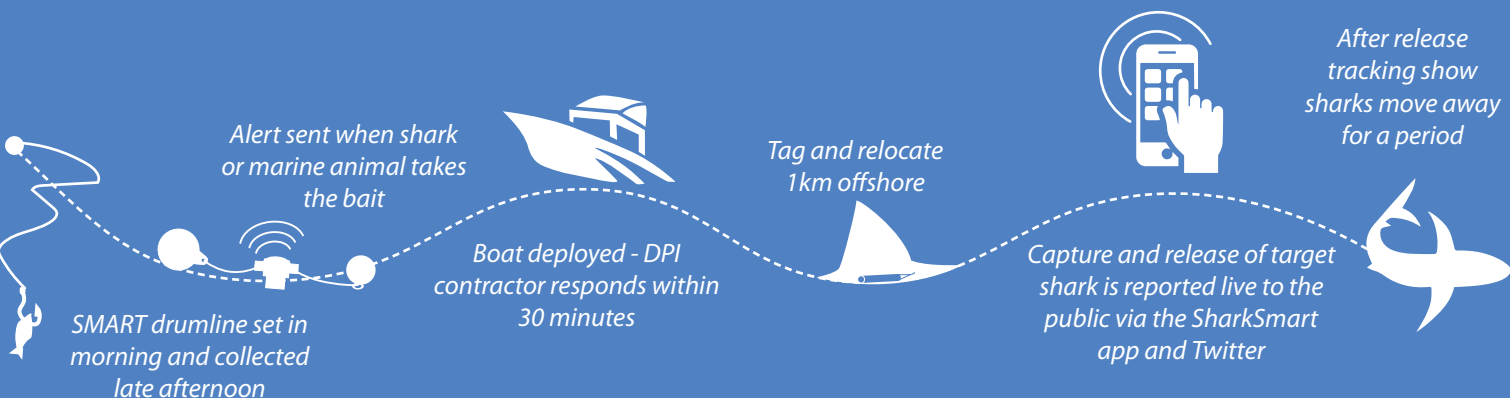 SMART drumline set in
morning and collected
late afternoon
Alert sent when shark
or marine animal takes
the bait
Boat deployed - DPI
contractor responds within
30 minutes
Tag and relocate
1km offshore
Capture and release of target
shark is reported live to the
public via the SharkSmart
app and Twitter
After release
tracking show
sharks move away
for a period